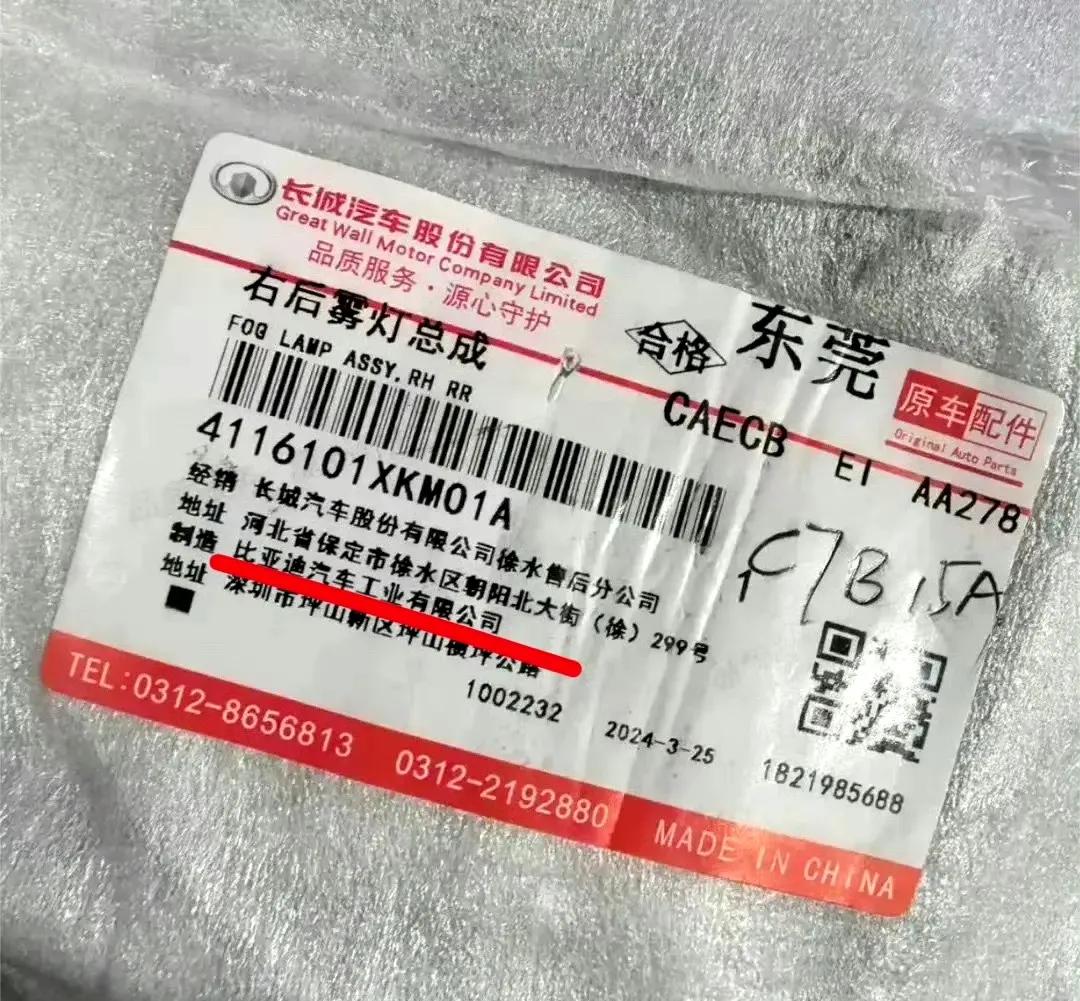 长城汽车股份有限公司
Great Wall Motor Company Limited
品质服务·源心守护
右后雾灯总成
FOG LAMP ASSY,RH RR
合格
东莞
原车配件
Original Auto Parts
CAECB EI AA278
4116101XKM01A
C7B15A
经销 长城汽车股份有限公司徐水售后分公司
地址 河北省保定市徐水区朝阳北大街(徐)299号
制造 比亚迪汽车工业有限公司
地址 深圳市坪山新区坪山横坪公路
1002232
2024-3-25
1821985688
TEL:0312-8656813 0312-2192880 MADE IN CHINA